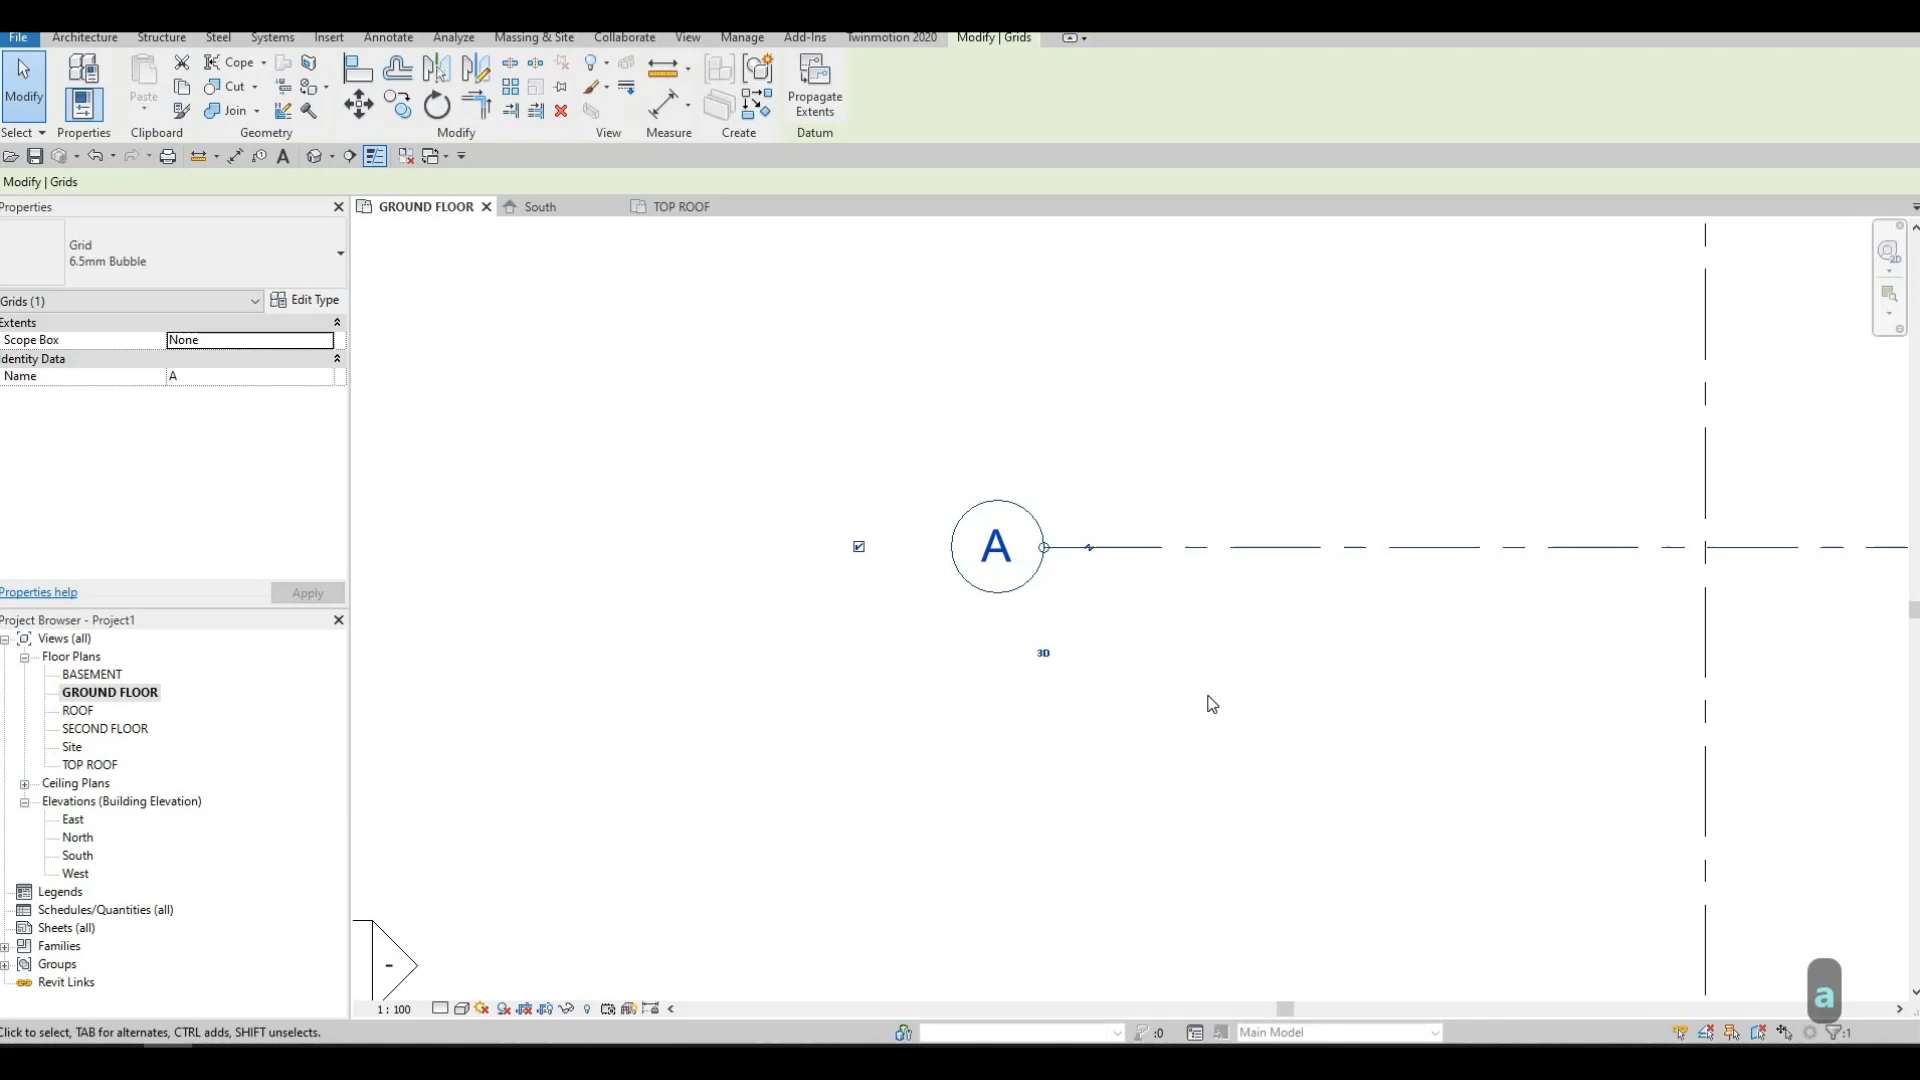 File Architecture Structure Steel Systems Insert Annotate Analyze Massing & Site Collaborate View Manage Add-Ins Twinmotion 2020 Modify | Grids
Modify
Paste
Cope
Cut
Join
Propagate
Extents
Select Properties Clipboard Geometry Modify View Measure Create Datum
A
Modify | Grids
Properties
GROUND FLOOR South TOP ROOF
Grid
6.5mm Bubble
2D
Grids (1) Edit Type
Extents
Scope Box None
dentity Data
Name A
A
3D
Properties help Apply
Project Browser - Project1
Views (all)
Floor Plans
BASEMENT
GROUND FLOOR
ROOF
SECOND FLOOR
Site
TOP ROOF
Ceiling Plans
Elevations (Building Elevation)
East
North
South
West
Legends
Schedules/Quantities (all)
Sheets (all)
Families
Groups
Revit Links
-
a
1 : 100
Click to select, TAB for alternates, CTRL adds, SHIFT unselects. :0 Main Model :1